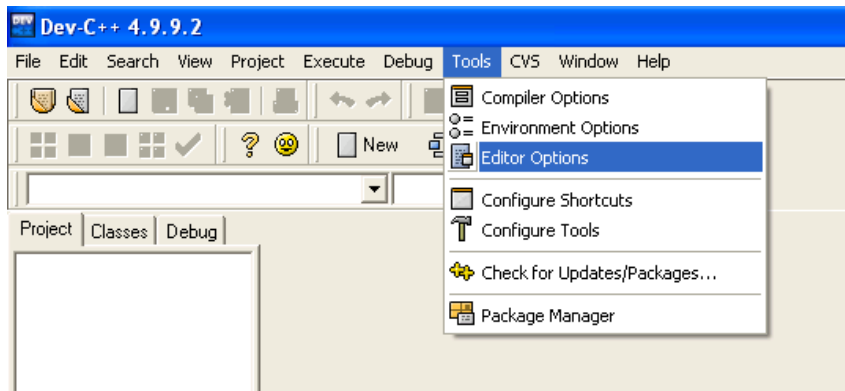 Dev-C++ 4.9.9.2
File Edit Search View Project Execute Debug Tools CVS Window Help
Compiler Options
Environment Options
Editor Options
New
Configure Shortcuts
Configure Tools
Check for Updates/Packages...
Package Manager
Project Classes Debug